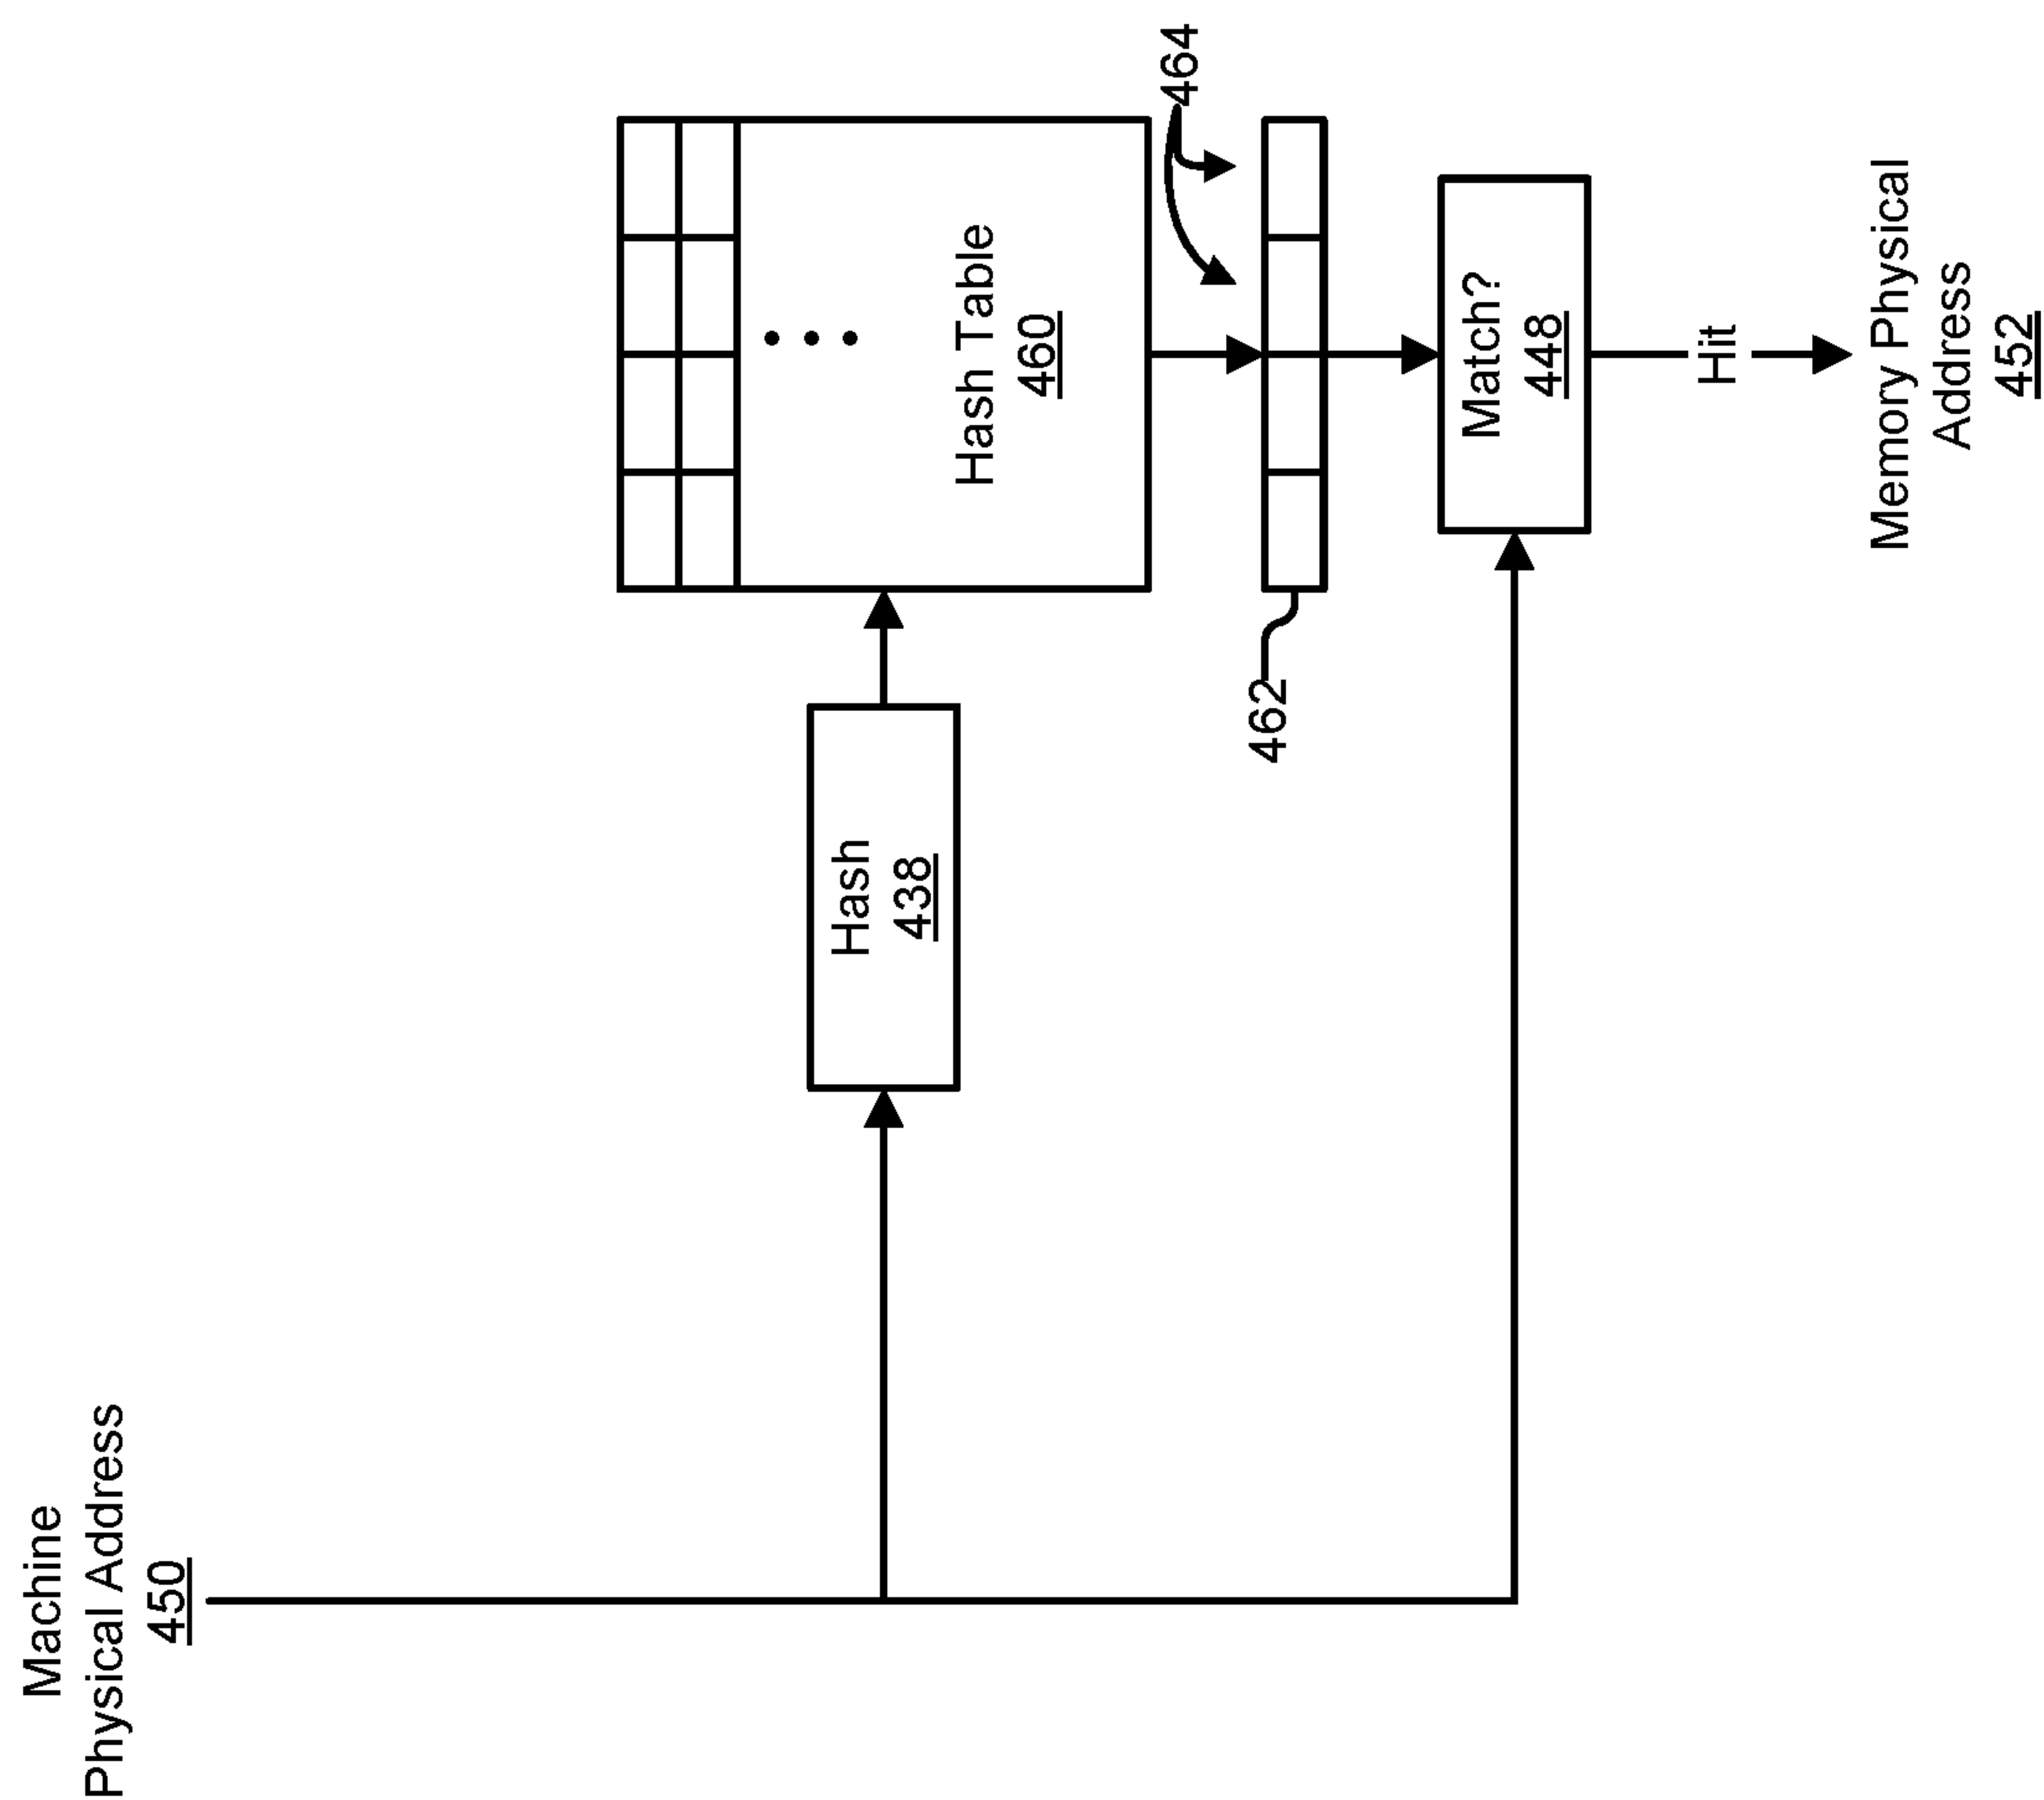 Machine
Physical Address
450
Hash
438
Hash Table
460
464
462
Match?
448
Hit
Memory Physical
Address
452